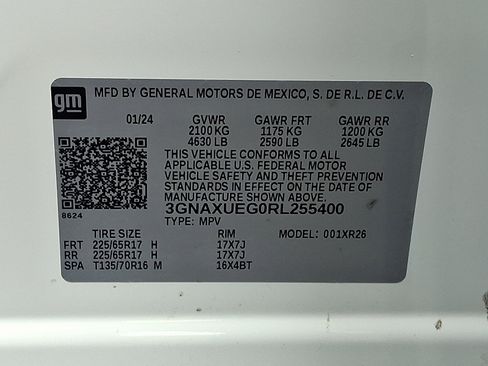 gm
MFD BY GENERAL MOTORS DE MEXICO, S. DE R.L. DE C.V.
01/24 GVWR GAWR FRT GAWR RR
2100 KG 1175 KG 1200 KG
4630 LB 2590 LB 2645 LB
THIS VEHICLE CONFORMS TO ALL
APPLICABLE U.S. FEDERAL MOTOR
VEHICLE SAFETY AND THEFT PREVENTION
STANDARDS IN EFFECT ON THE DATE OF
MANUFACTURE SHOWN ABOVE.
8624 3GNAXUEG0RL255400
TYPE: MPV
TIRE SIZE RIM MODEL: 001XR26
FRT 225/65R17 H 17X7J
RR 225/65R17 H 17X7J
SPA T135/70R16 M 16X4BT